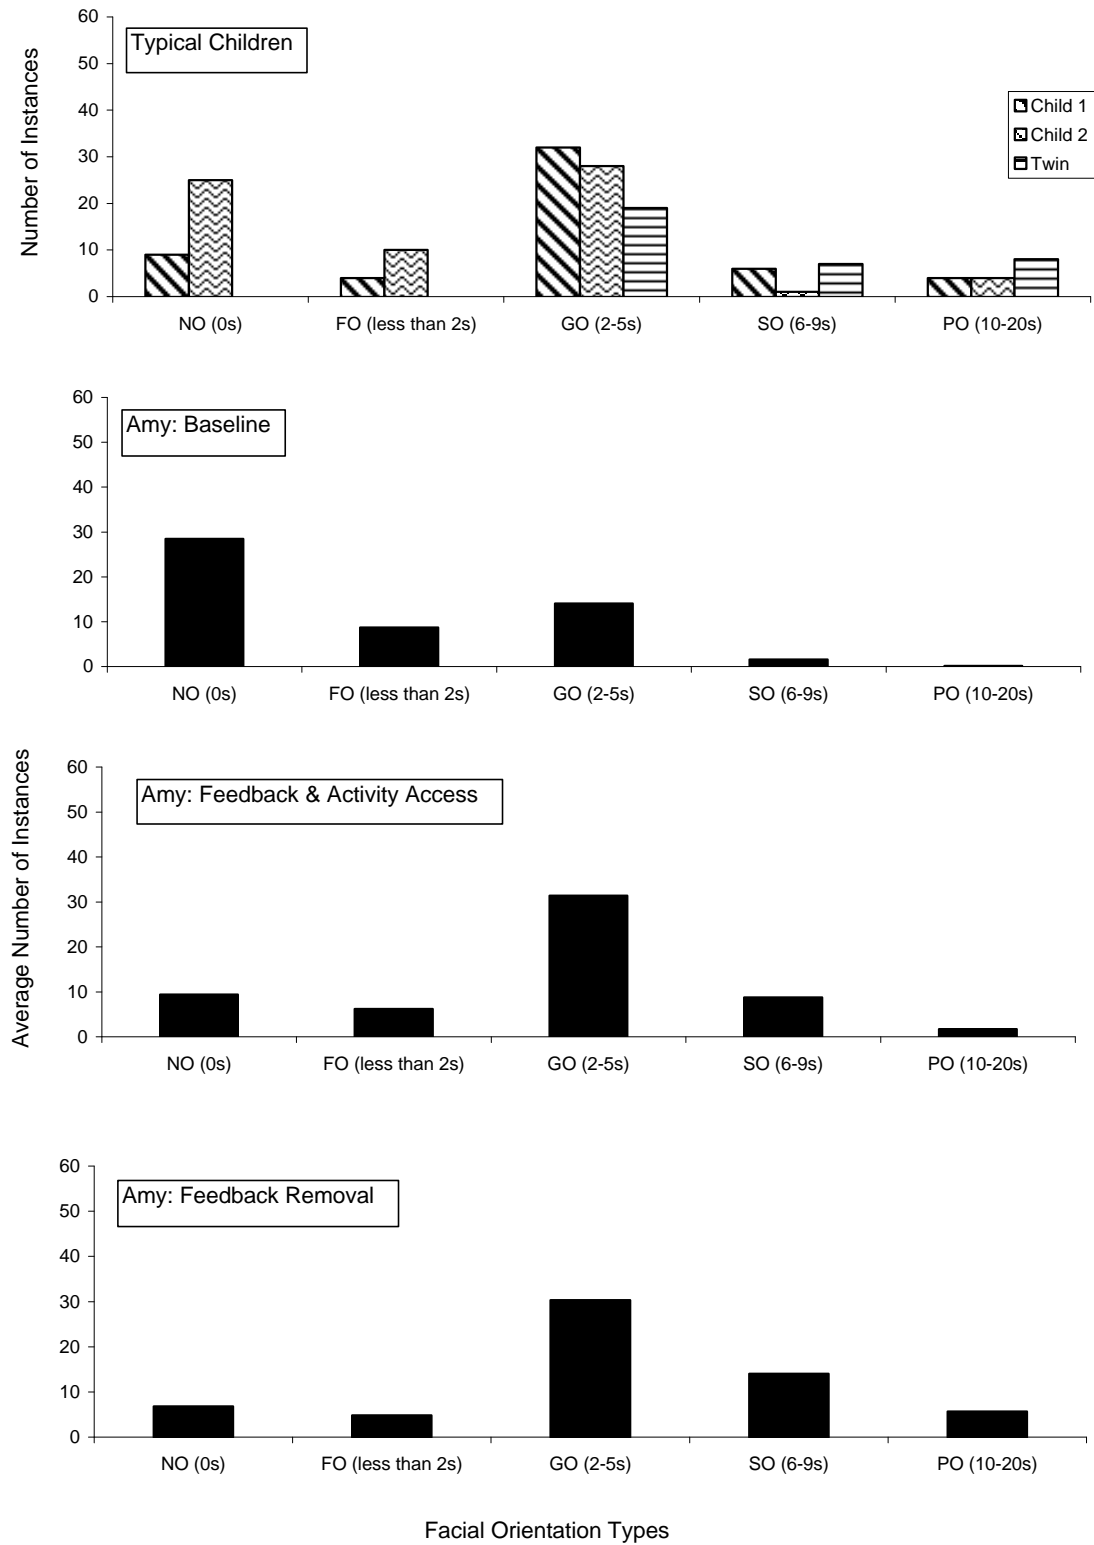 Number of Instances
60
50
40
30
20
10
0
Typical Children
Child 1
Child 2
Twin
NO (0s) FO (less than 2s) GO (2-5s) SO (6-9s) PO (10-20s)
Average Number of Instances
60
50
40
30
20
10
0
Amy: Baseline
NO (0s) FO (less than 2s) GO (2-5s) SO (6-9s) PO (10-20s)
60
50
40
30
20
10
0
Amy: Feedback & Activity Access
NO (0s) FO (less than 2s) GO (2-5s) SO (6-9s) PO (10-20s)
60
50
40
30
20
10
0
Amy: Feedback Removal
NO (0s) FO (less than 2s) GO (2-5s) SO (6-9s) PO (10-20s)
Facial Orientation Types